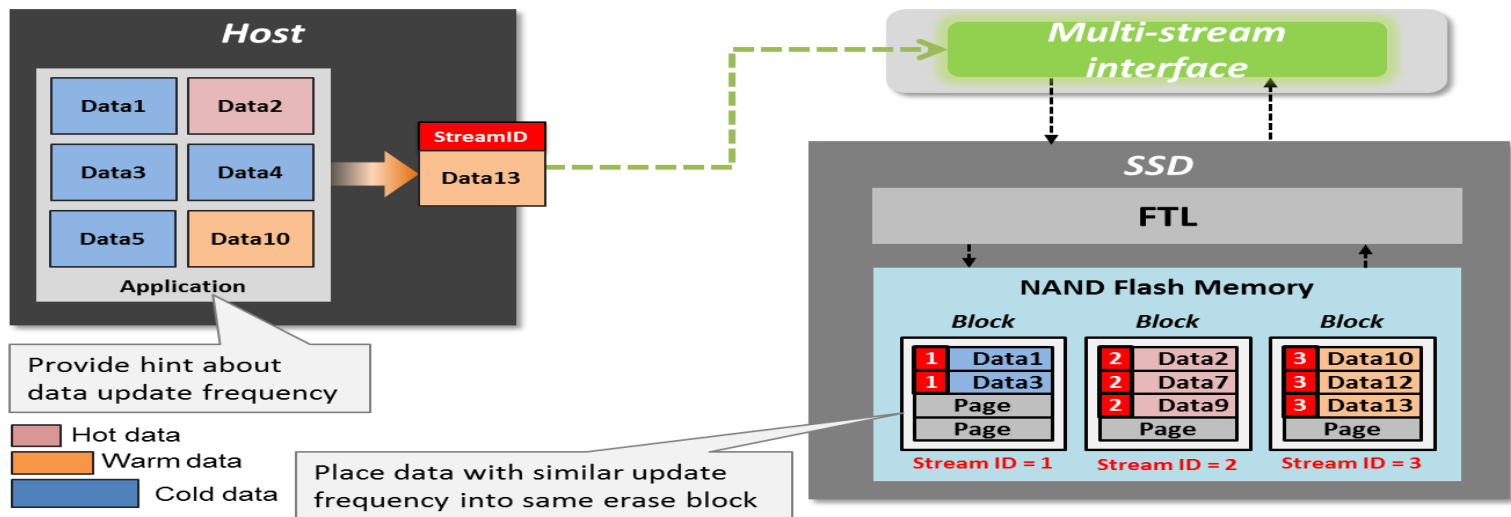 Host
Data1
Data2
Data3
Data4
Data5
Data10
Application
StreamID
Data13
Provide hint about
data update frequency
Hot data
Warm data
Cold data
Multi-stream
interface
SSD
FTL
NAND Flash Memory
Block
1 Data1
1 Data3
Page
Page
Stream ID = 1
Block
2 Data2
2 Data7
2 Data9
Page
Stream ID = 2
Block
3 Data10
3 Data12
3 Data13
Page
Stream ID = 3
Place data with similar update
frequency into same erase block